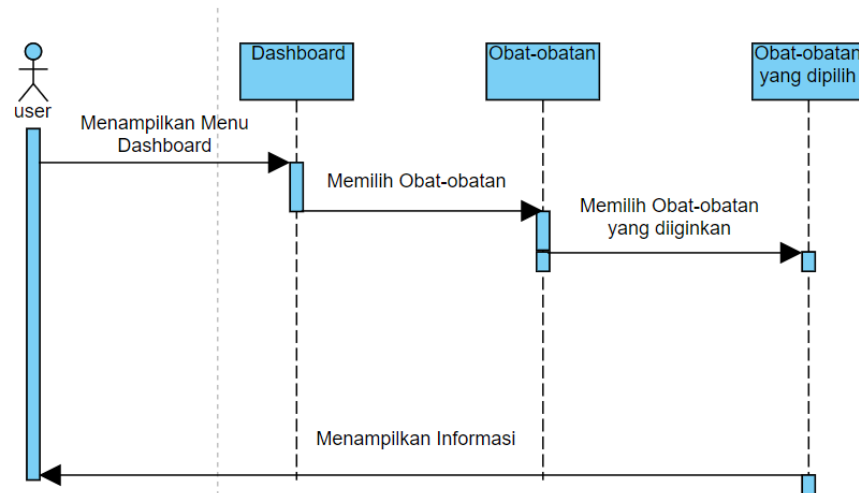 Dashboard
Obat-obatan
Obat-obatan
yang dipilih
user
Menampilkan Menu
Dashboard
Memilih Obat-obatan
Memilih Obat-obatan
yang diiginkan
Menampilkan Informasi